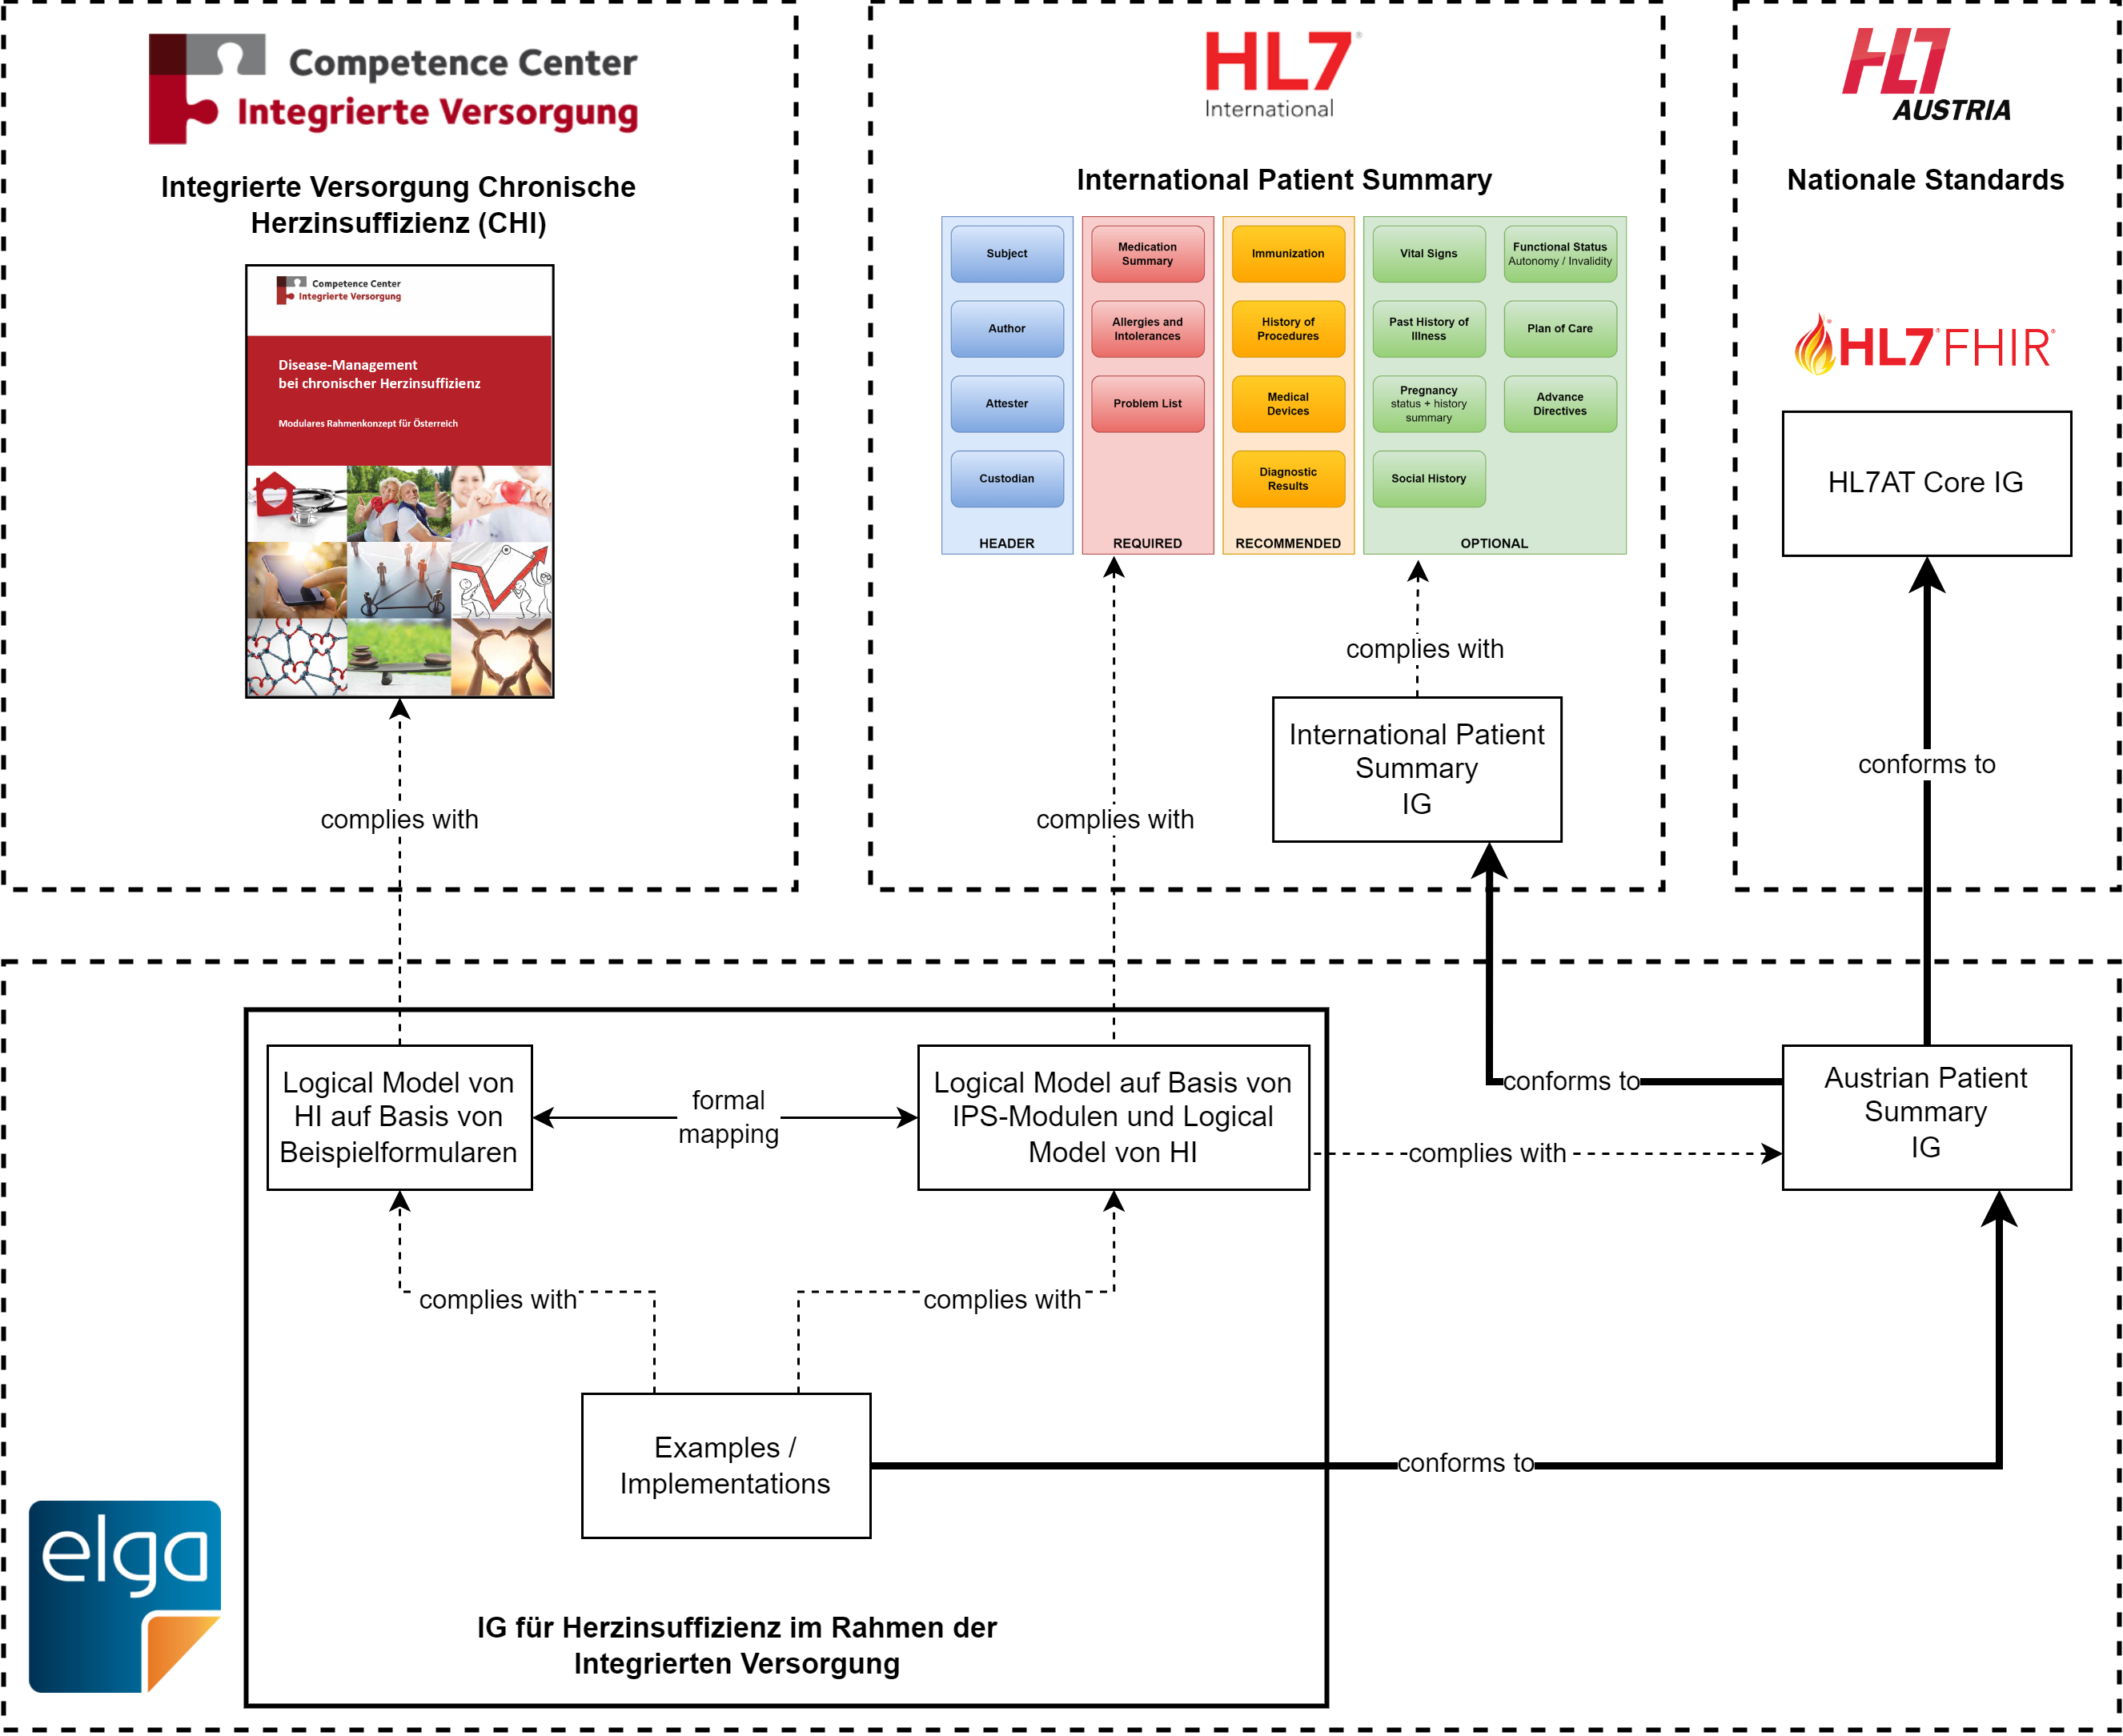 Competence Center
Integrierte Versorgung
Integrierte Versorgung Chronische
Herzinsuffizienz (CHI)
Competence Center
Integrierte Versorgung
Disease-Management
bei chronischer Herzinsuffizienz
Modulares Rahmenkonzept für Österreich
complies with
HL7®
International
International Patient Summary
Subject
Author
Attester
Custodian
HEADER
Medication
Summary
Allergies and
Intolerances
Problem List
REQUIRED
Immunization
History of
Procedures
Medical
Devices
Diagnostic
Results
RECOMMENDED
Vital Signs
Past History of
Illness
Pregnancy
status + history
summary
Social History
Functional Status
Autonomy / Invalidity
Plan of Care
Advance
Directives
OPTIONAL
complies with
complies with
International Patient
Summary
IG
HL7
AUSTRIA
Nationale Standards
HL7® FHIR®
HL7AT Core IG
conforms to
Logical Model von
HI auf Basis von
Beispielformularen
formal
mapping
Logical Model auf Basis von
IPS-Modulen und Logical
Model von HI
conforms to
complies with
Austrian Patient
Summary
IG
complies with
complies with
Examples /
Implementations
conforms to
elga
IG für Herzinsuffizienz im Rahmen der
Integrierten Versorgung